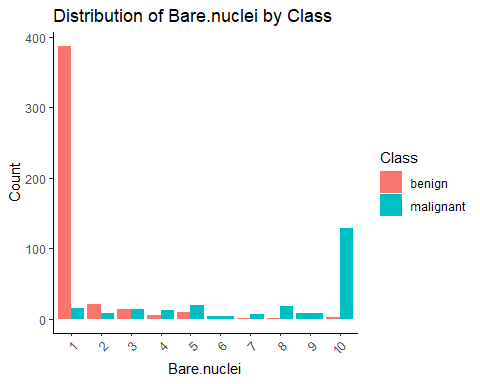 Distribution of Bare.nuclei by Class
400
300
200
100
0
Count
1 2 3 4 5 6 7 8 9 10
Bare.nuclei
Class
benign
malignant